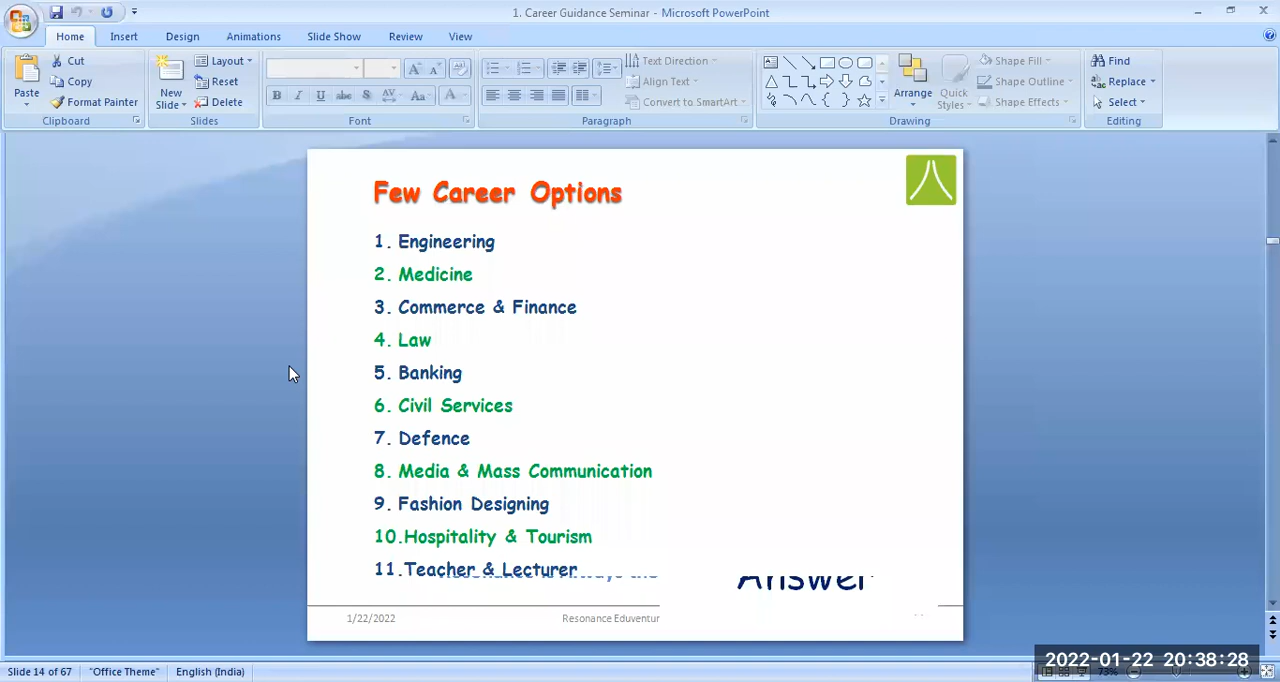 1. Career Guidance Seminar - Microsoft PowerPoint
Home Insert Design Animations Slide Show Review View
Paste
Cut
Copy
Format Painter
Clipboard
New Slide
Layout
Reset
Delete
Slides
B I U abc S AV Aa A
Font
Text Direction
Align Text
Convert to SmartArt
Paragraph
Arrange
Quick Styles
Shape Fill
Shape Outline
Shape Effects
Drawing
Find
Replace
Select
Editing
Few Career Options
1. Engineering
2. Medicine
3. Commerce & Finance
4. Law
5. Banking
6. Civil Services
7. Defence
8. Media & Mass Communication
9. Fashion Designing
10.Hospitality & Tourism
11.Teacher & Lecturer
Answer
1/22/2022 Resonance Eduventur
Slide 14 of 67 "Office Theme" English (India) 73%
2022-01-22 20:38:28